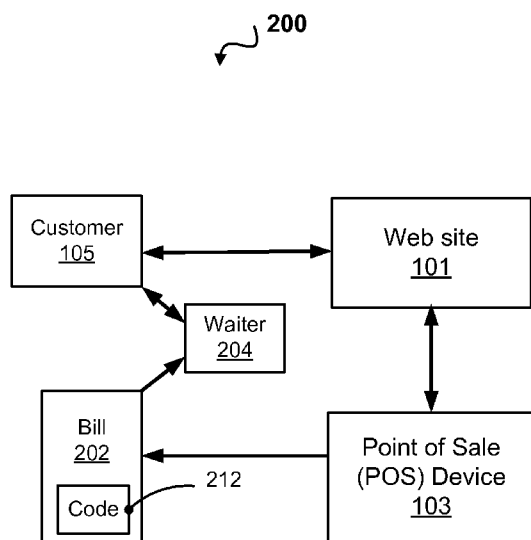 200
Customer
105
Web site
101
Waiter
204
Bill
202
Code
212
Point of Sale
(POS) Device
103